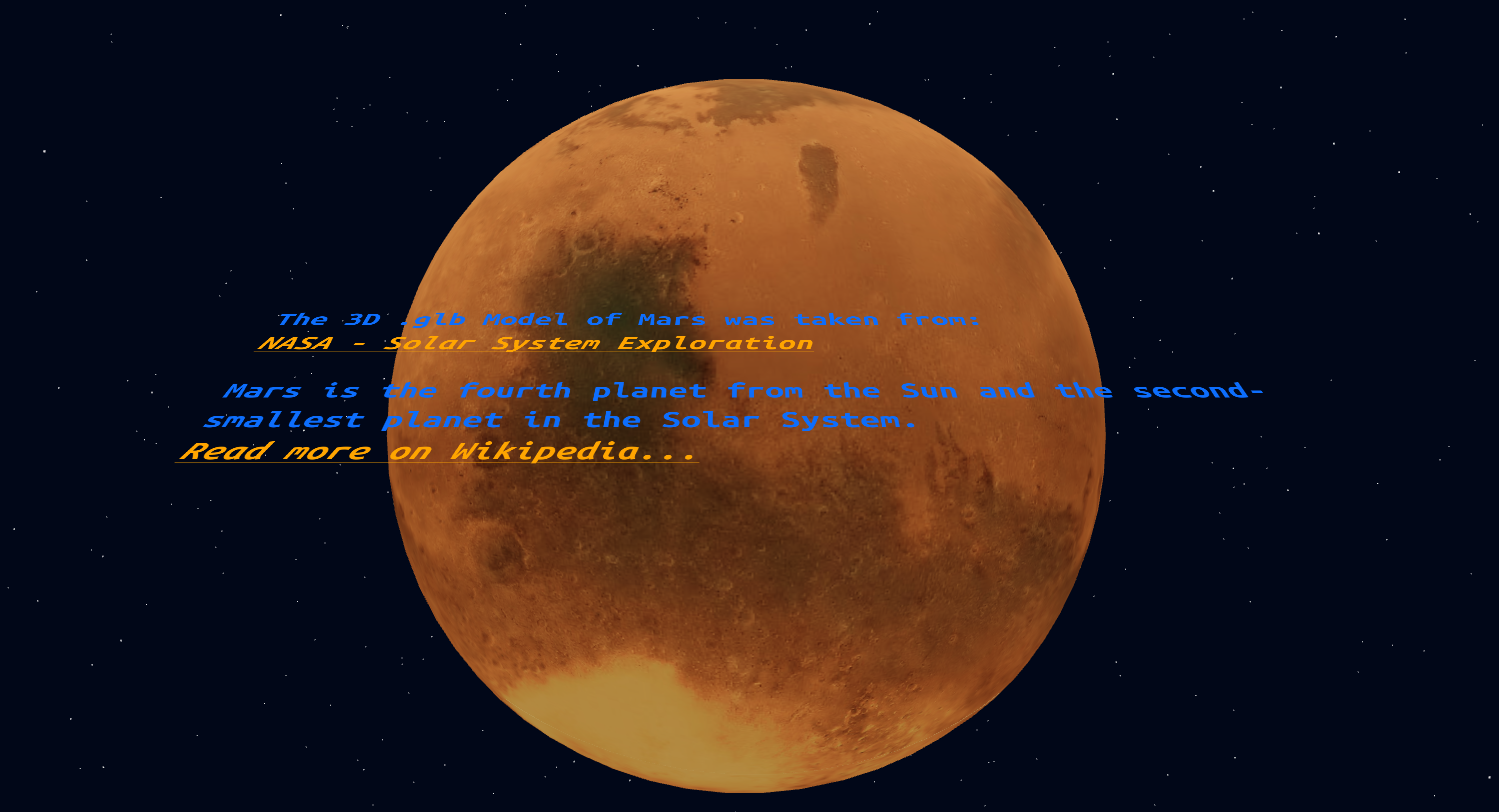 The 3D .glb Model of Mars was taken from:
NASA - Solar System Exploration
Mars is the fourth planet from the Sun and the second-
smallest planet in the Solar System.
Read more on Wikipedia...